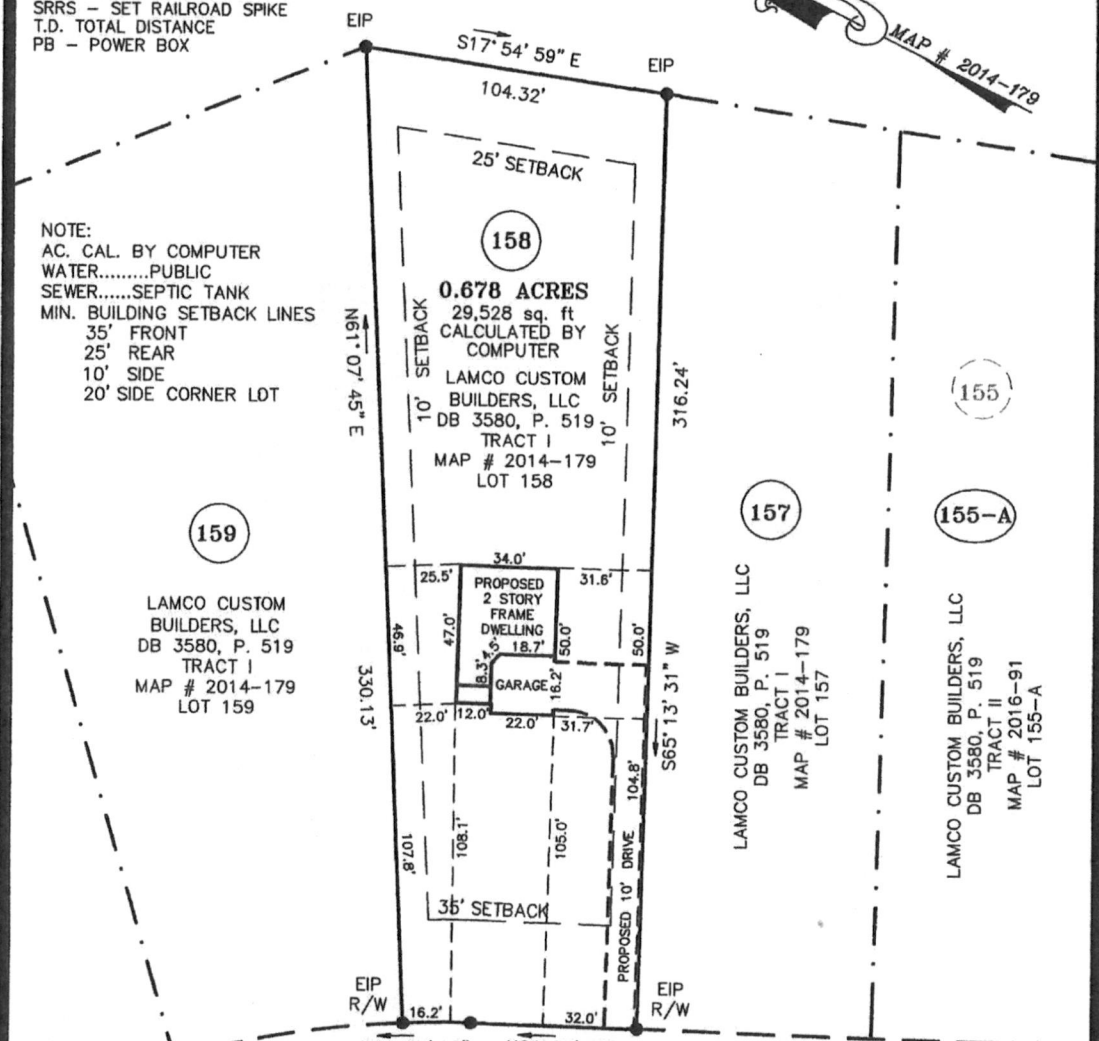 SRRS – SET RAILROAD SPIKE
T.D. TOTAL DISTANCE
PB – POWER BOX
EIP
S17° 54' 59" E
104.32'
EIP
MAP # 2014-179
25' SETBACK
NOTE:
AC. CAL. BY COMPUTER
WATER.........PUBLIC
SEWER......SEPTIC TANK
MIN. BUILDING SETBACK LINES
35' FRONT
25' REAR
10' SIDE
20' SIDE CORNER LOT
158
0.678 ACRES
29,528 sq. ft
CALCULATED BY
COMPUTER
LAMCO CUSTOM
BUILDERS, LLC
DB 3580, P. 519
TRACT I
MAP # 2014-179
LOT 158
10' SETBACK
10' SETBACK
N61° 07' 45" E
330.13'
316.24'
S65° 13' 31" W
159
LAMCO CUSTOM
BUILDERS, LLC
DB 3580, P. 519
TRACT I
MAP # 2014-179
LOT 159
157
LAMCO CUSTOM BUILDERS, LLC
DB 3580, P. 519
TRACT I
MAP # 2014-179
LOT 157
155
155-A
LAMCO CUSTOM BUILDERS, LLC
DB 3580, P. 519
TRACT II
MAP # 2016-91
LOT 155-A
34.0'
25.5'
31.6'
PROPOSED
2 STORY
FRAME
DWELLING
46.9'
47.0'
50.0'
50.0'
18.7'
8.3'
GARAGE
16.2'
22.0'
12.0'
22.0'
31.7'
107.8'
108.1'
105.0'
104.8'
PROPOSED 10' DRIVE
35' SETBACK
EIP
R/W
16.2'
32.0'
EIP
R/W